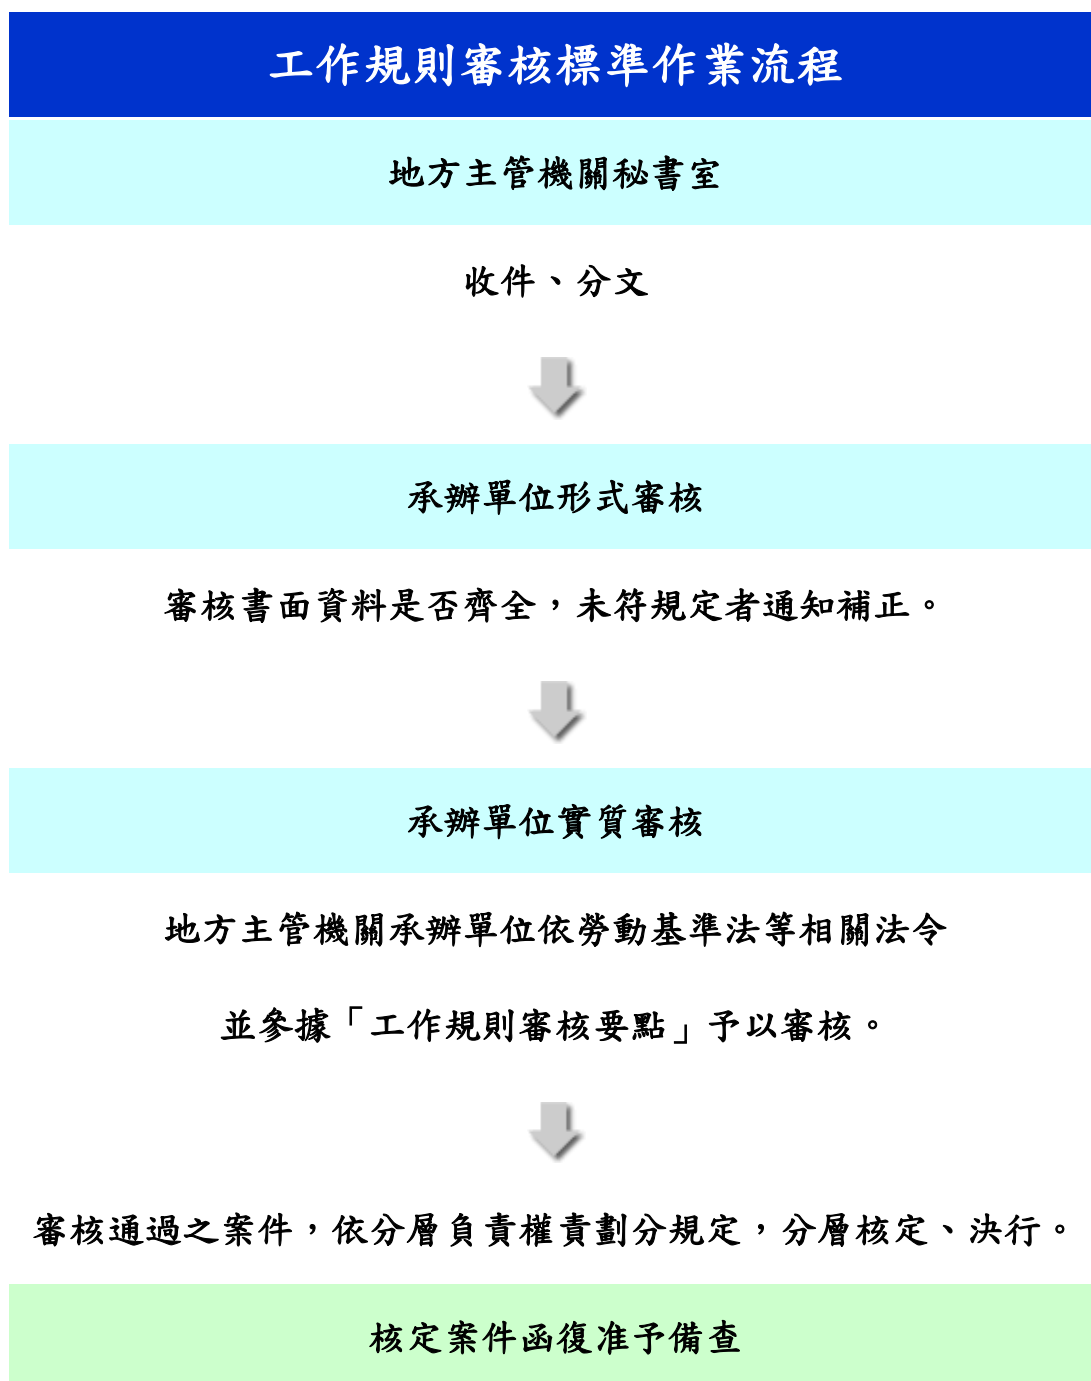 工作規則審核標準作業流程
地方主管機關秘書室
收件、分文
承辦單位形式審核
審核書面資料是否齊全，未符規定者通知補正。
承辦單位實質審核
地方主管機關承辦單位依勞動基準法等相關法令
並參據「工作規則審核要點」予以審核。
審核通過之案件，依分層負責權責劃分規定，分層核定、決行。
核定案件函復准予備查